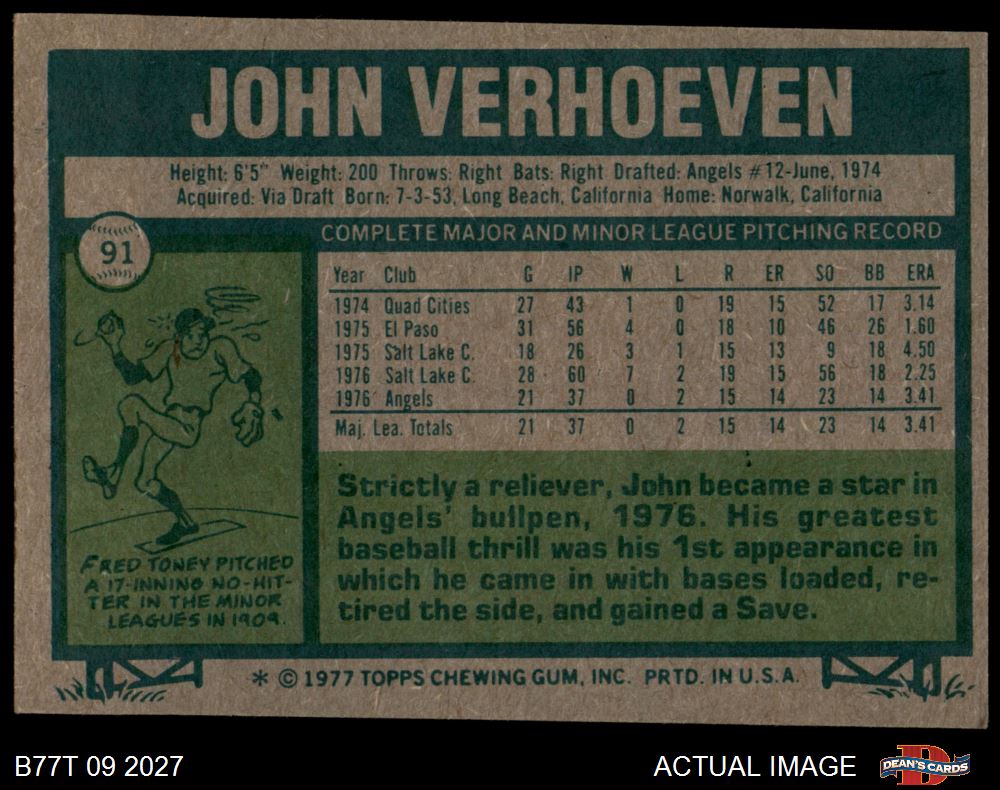 JOHN VERHOEVEN
Height: 6'5" Weight: 200 Throws: Right Bats: Right Drafted: Angels #12-June, 1974
Acquired: Via Draft Born: 7-3-53, Long Beach, California Home: Norwalk, California
91
COMPLETE MAJOR AND MINOR LEAGUE PITCHING RECORD
Year Club G IP W L R ER SO BB ERA
1974 Quad Cities 27 43 1 0 19 15 52 17 3.14
1975 El Paso 31 56 4 0 18 10 46 26 1.60
1975 Salt Lake C. 18 26 3 1 15 13 9 18 4.50
1976 Salt Lake C. 28 60 7 2 19 15 56 18 2.25
1976 Angels 21 37 0 2 15 14 23 14 3.41
Maj. Lea. Totals 21 37 0 2 15 14 23 14 3.41
FRED TONEY PITCHED
A 17-INNING NO-HIT-
TER IN THE MINOR
LEAGUES IN 1909.
Strictly a reliever, John became a star in
Angels' bullpen, 1976. His greatest
baseball thrill was his 1st appearance in
which he came in with bases loaded, re-
tired the side, and gained a Save.
* © 1977 TOPPS CHEWING GUM, INC. PRTD. IN U.S.A.
B77T 09 2027
ACTUAL IMAGE
DEAN'S CARDS